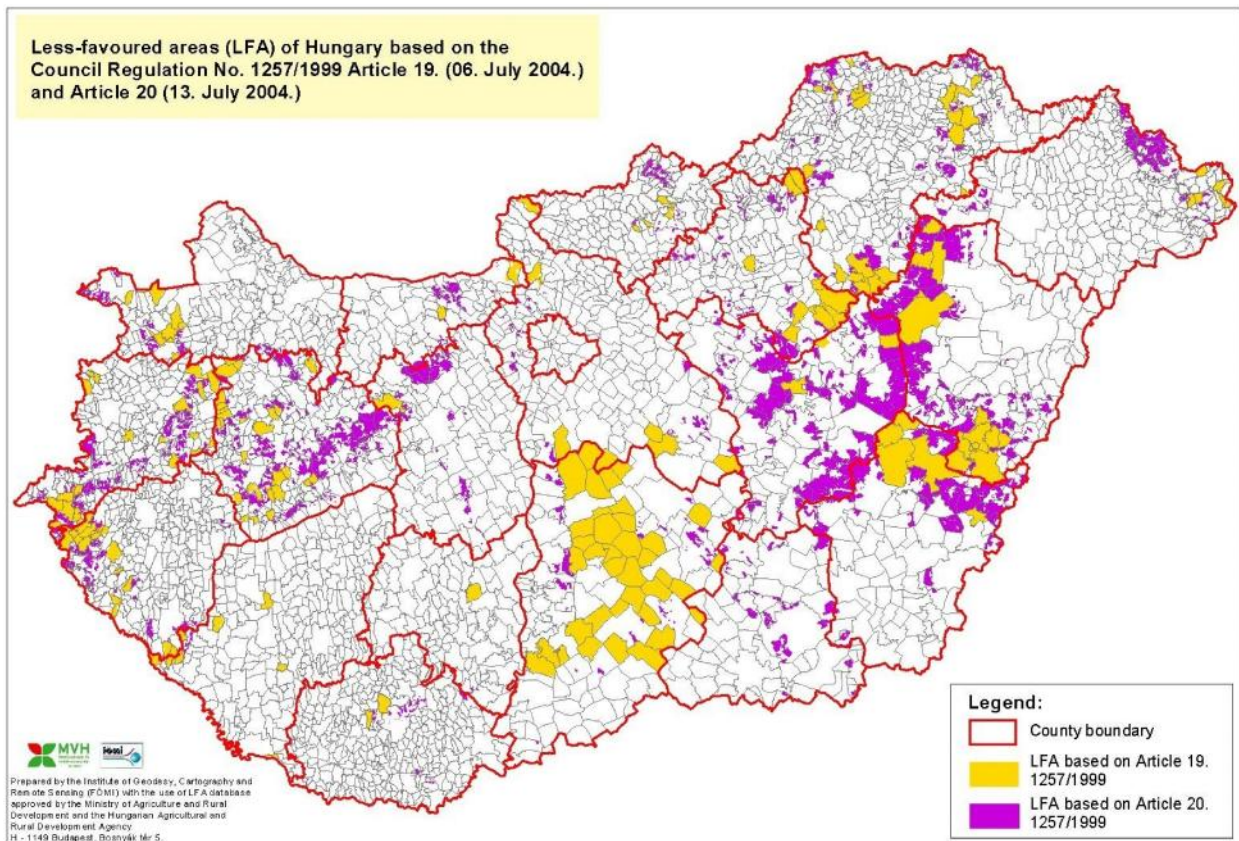 Less-favoured areas (LFA) of Hungary based on the
Council Regulation No. 1257/1999 Article 19. (06. July 2004.)
and Article 20 (13. July 2004.)
Legend:
County boundary
LFA based on Article 19.
1257/1999
LFA based on Article 20.
1257/1999
MVH
fömi
Prepared by the Institute of Geodesy, Cartography and
Remote Sensing (FÖMI) with the use of LFA database
approved by the Ministry of Agriculture and Rural
Development and the Hungarian Agricultural and
Rural Development Agency
H - 1149 Budapest, Bosnyák tér 5.